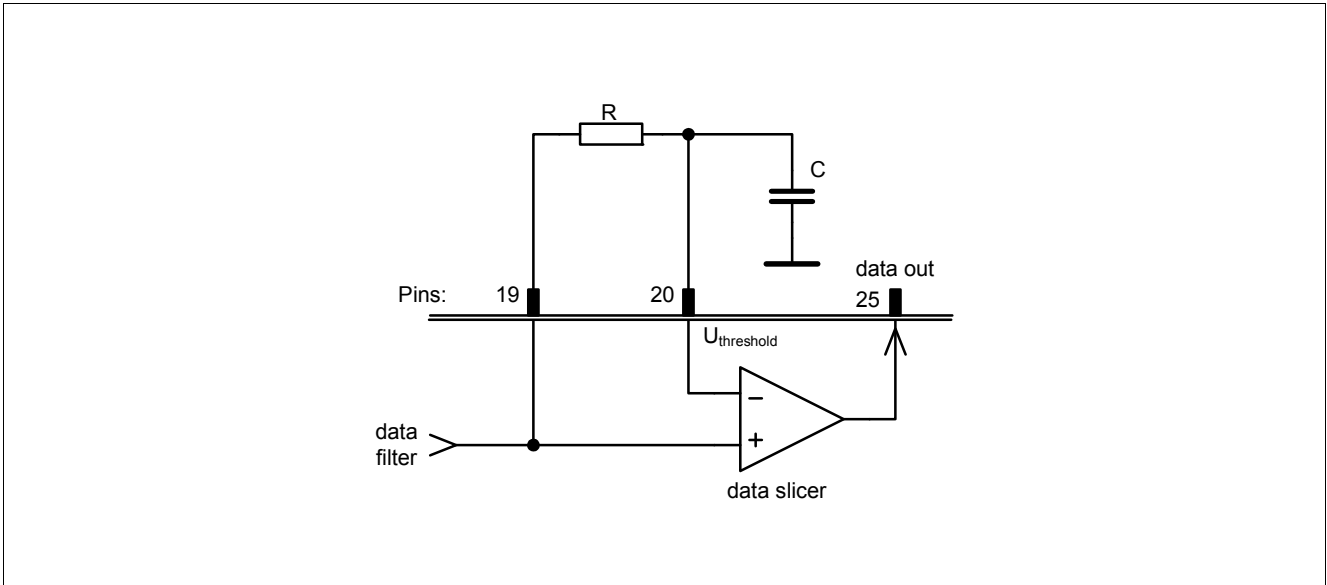 R
C
data out
Pins:
19
20
25
Uthreshold
−
+
data
filter
data slicer